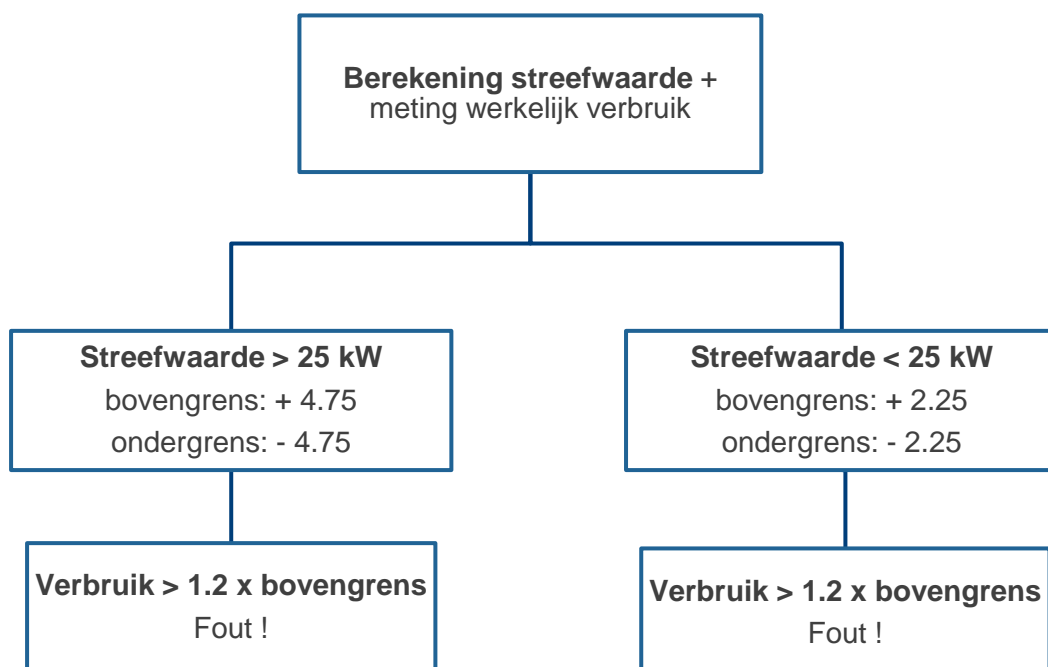 Berekening streefwaarde +
meting werkelijk verbruik
Streefwaarde > 25 kW
bovengrens: + 4.75
ondergrens: - 4.75
Streefwaarde < 25 kW
bovengrens: + 2.25
ondergrens: - 2.25
Verbruik > 1.2 x bovengrens
Fout !
Verbruik > 1.2 x bovengrens
Fout !